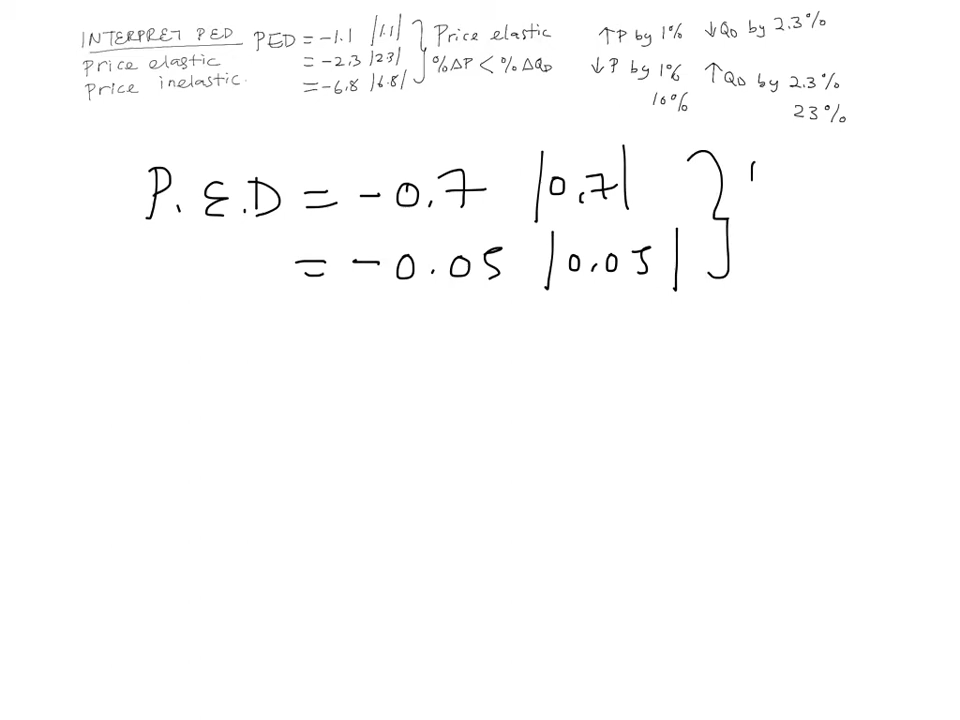 INTERPRET PED PED = -1.1 |1.1| } Price elastic ↑P by 1% ↓QD by 2.3%
Price elastic = -2.3 |2.3| %ΔP < %ΔQD ↓P by 1% ↑QD by 2.3%
Price inelastic. = -6.8 |6.8| 10% 23%
P.E.D = -0.7 |0.7| }
= -0.05 |0.05|